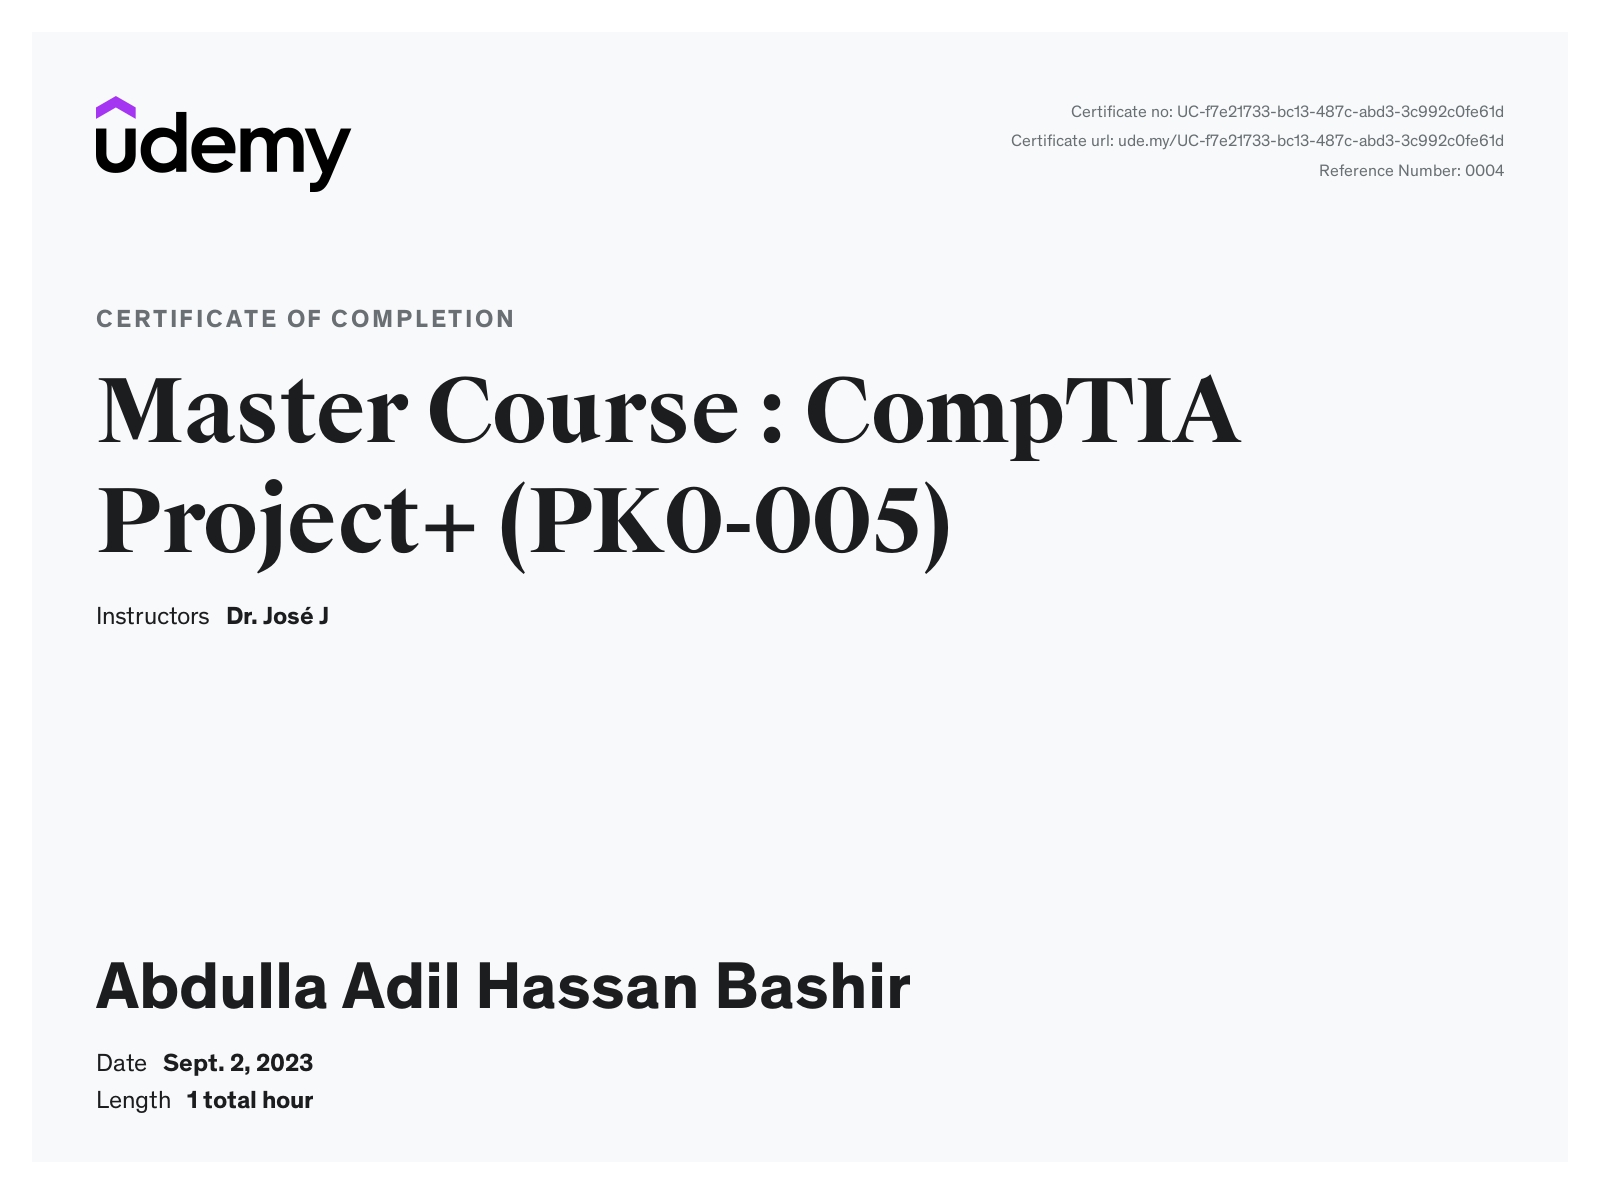 udemy
Certificate no: UC-f7e21733-bc13-487c-abd3-3c992c0fe61d
Certificate url: ude.my/UC-f7e21733-bc13-487c-abd3-3c992c0fe61d
Reference Number: 0004
CERTIFICATE OF COMPLETION
Master Course : CompTIA
Project+ (PK0-005)
Instructors Dr. José J
Abdulla Adil Hassan Bashir
Date Sept. 2, 2023
Length 1 total hour